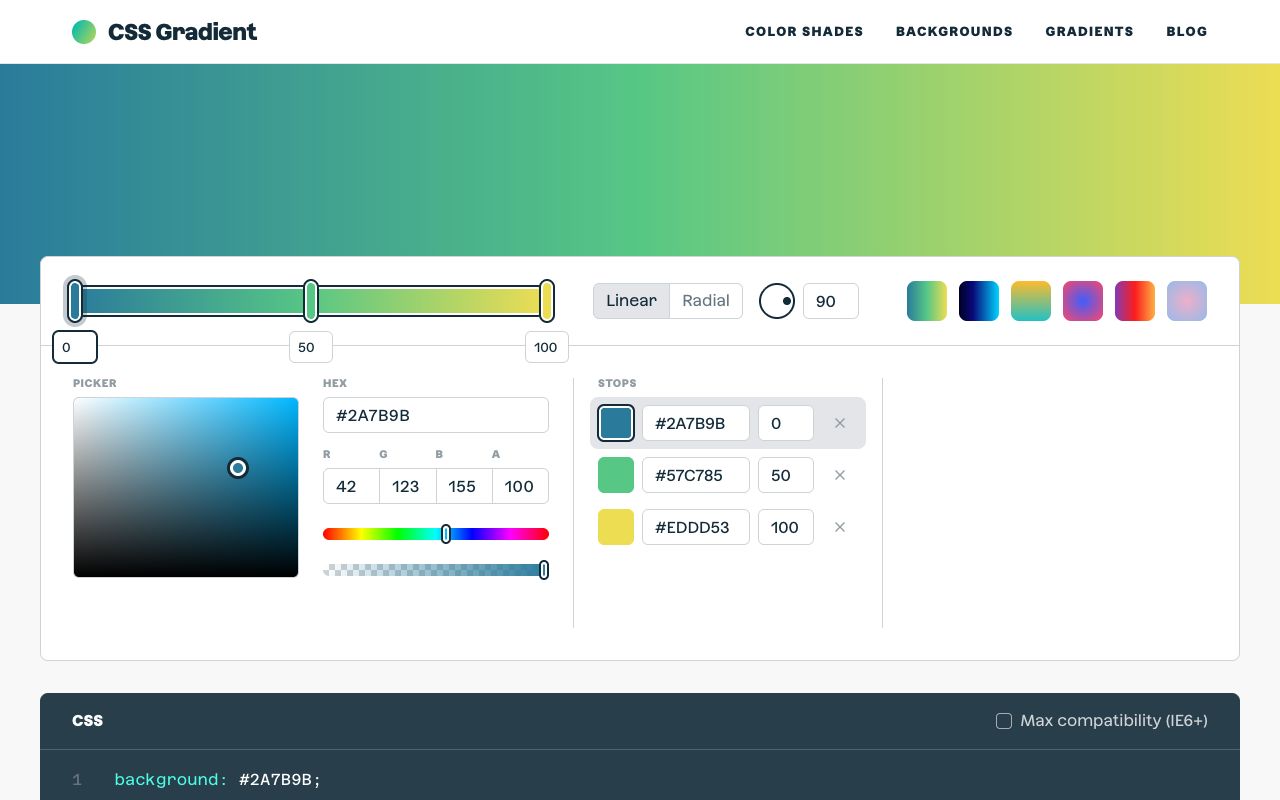 CSS Gradient
COLOR SHADES BACKGROUNDS GRADIENTS BLOG
Linear Radial 90
0 50 100
PICKER HEX STOPS
#2A7B9B
R G B A
42 123 155 100
#2A7B9B 0 ×
#57C785 50 ×
#EDDD53 100 ×
CSS Max compatibility (IE6+)
1 background: #2A7B9B;